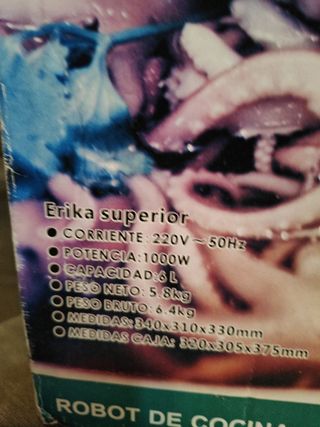 Erika superior
● CORRIENTE: 220V ~ 50Hz
● POTENCIA: 1000W
● CAPACIDAD: 6 L
● PESO NETO: 5.8kg
● PESO BRUTO: 6.4kg
● MEDIDAS: 340x310x330mm
● MEDIDAS CAJA: 320x305x375mm
ROBOT DE COCINA